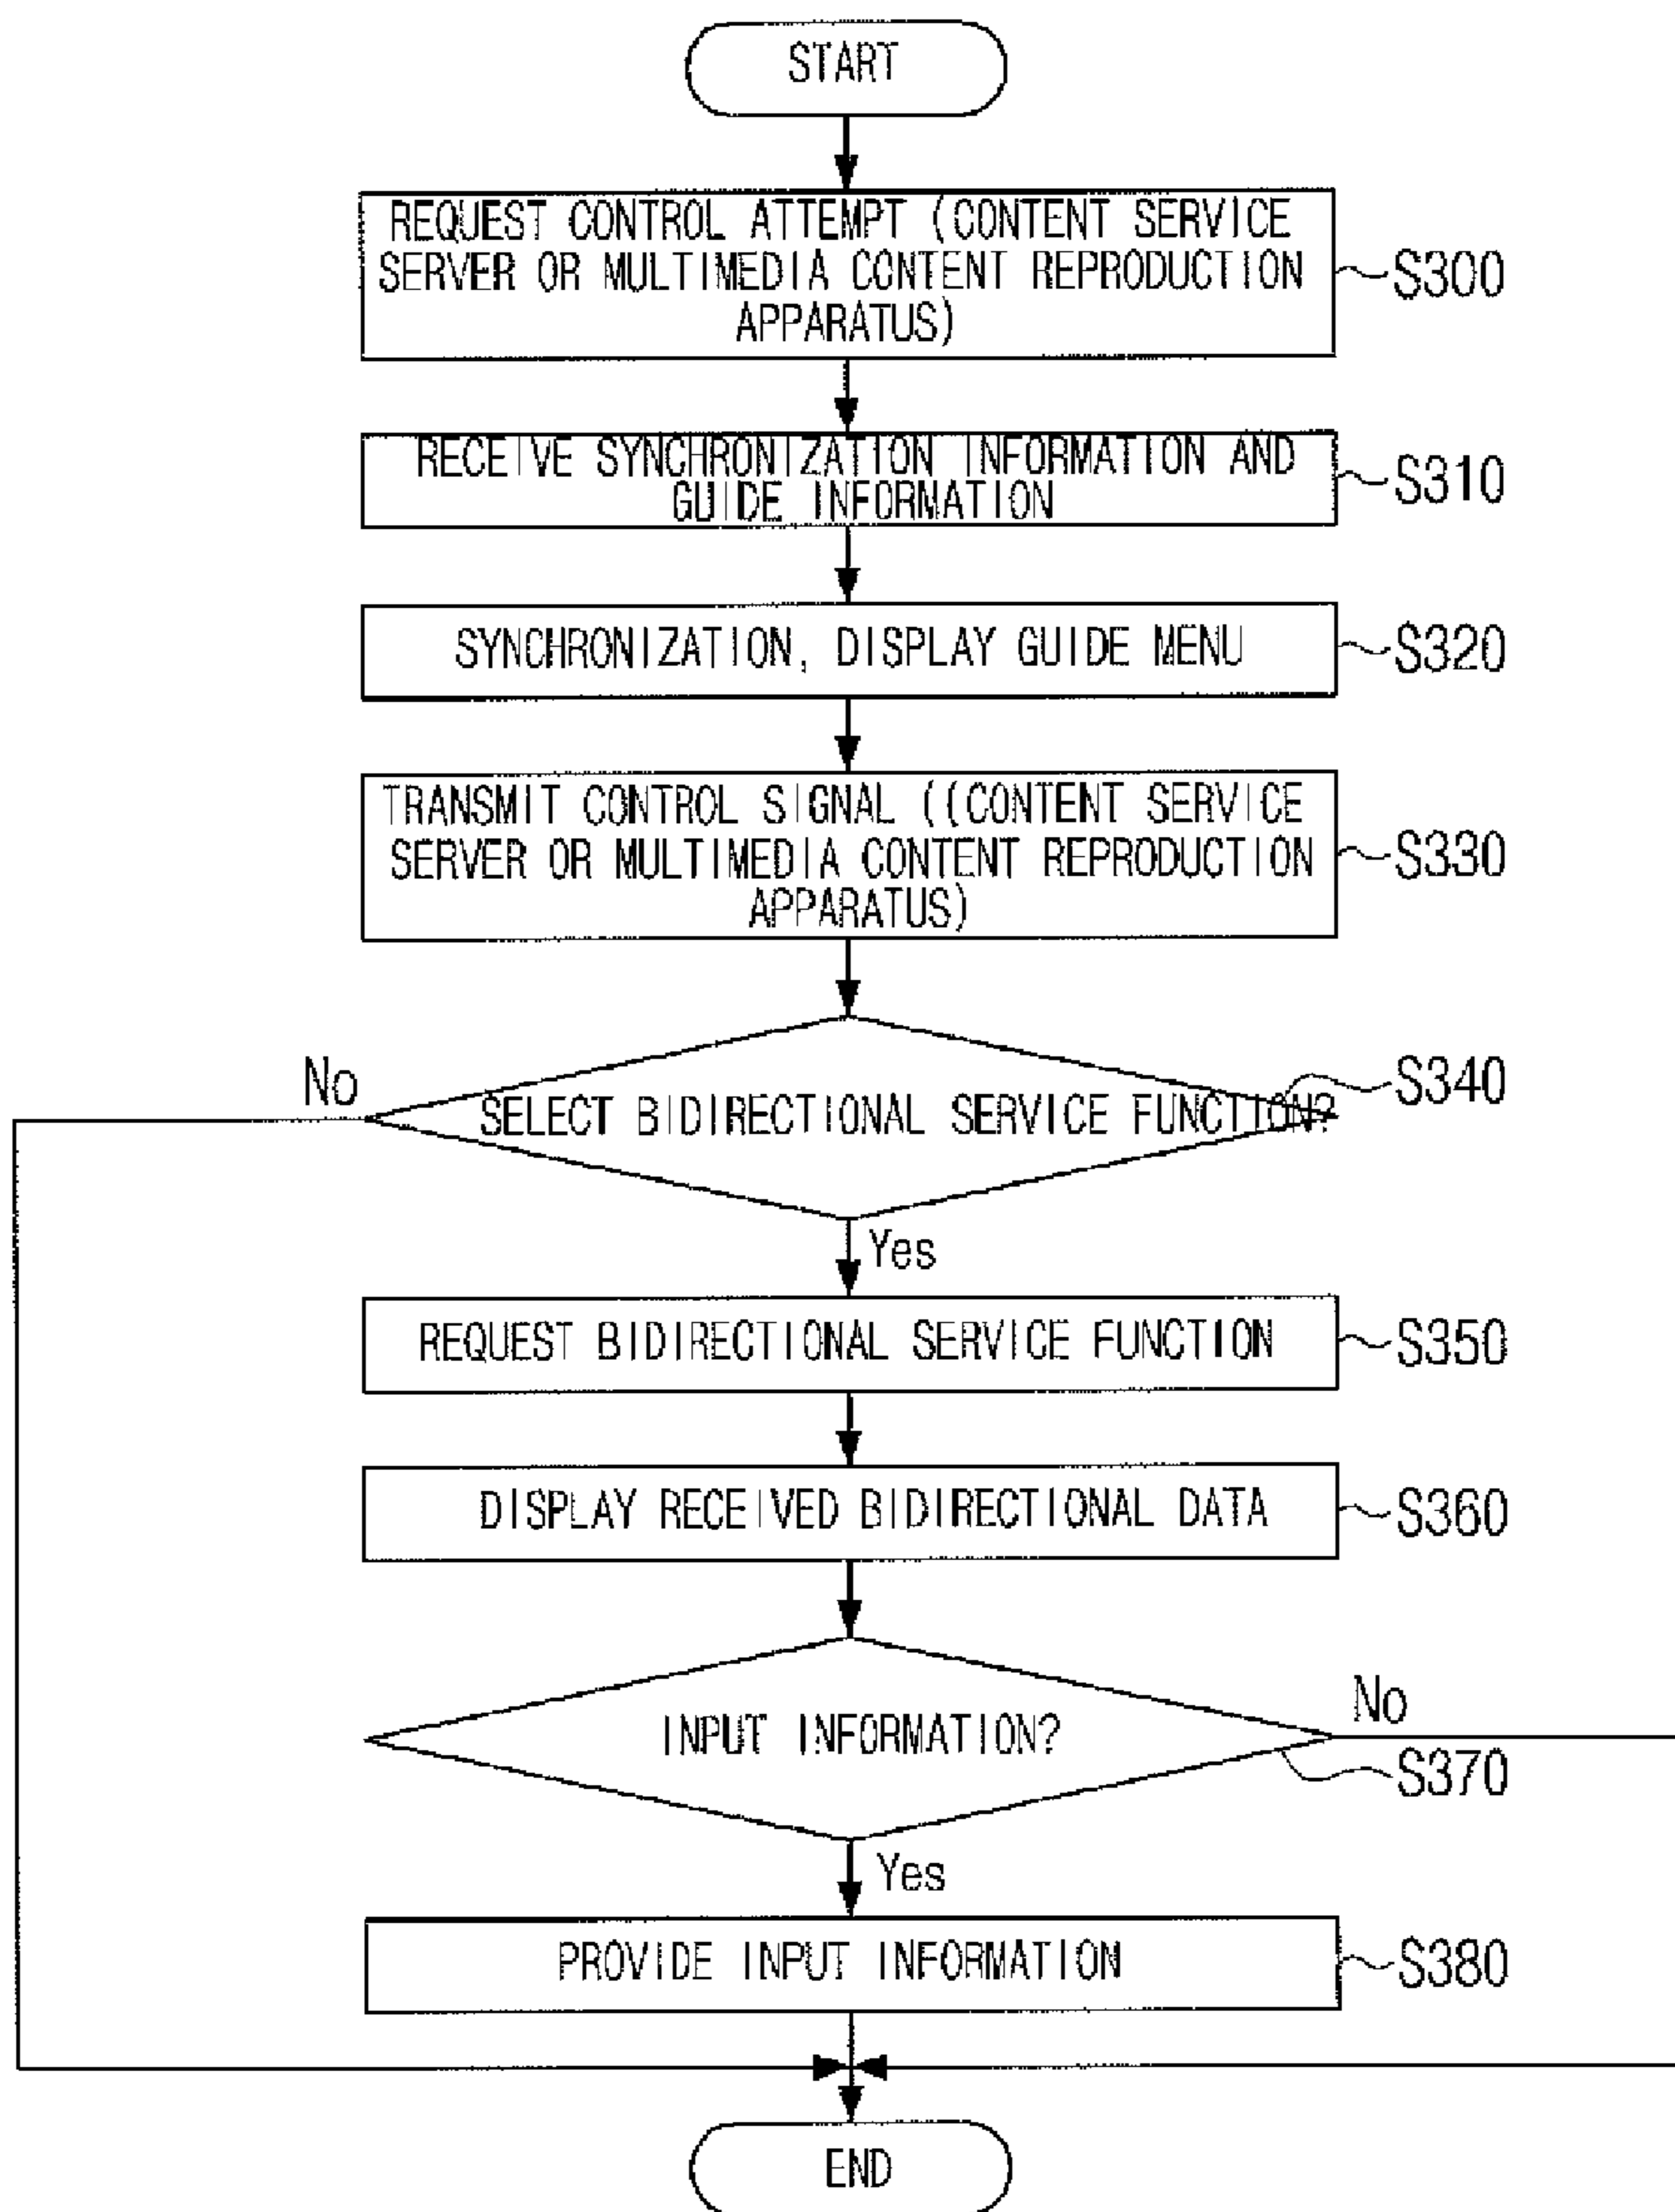 START
REQUEST CONTROL ATTEMPT (CONTENT SERVICE
SERVER OR MULTIMEDIA CONTENT REPRODUCTION
APPARATUS)
S300
RECEIVE SYNCHRONIZATION INFORMATION AND
GUIDE INFORMATION
S310
SYNCHRONIZATION, DISPLAY GUIDE MENU
S320
TRANSMIT CONTROL SIGNAL ((CONTENT SERVICE
SERVER OR MULTIMEDIA CONTENT REPRODUCTION
APPARATUS)
S330
No
SELECT BIDIRECTIONAL SERVICE FUNCTION?
S340
Yes
REQUEST BIDIRECTIONAL SERVICE FUNCTION
S350
DISPLAY RECEIVED BIDIRECTIONAL DATA
S360
INPUT INFORMATION?
No
S370
Yes
PROVIDE INPUT INFORMATION
S380
END